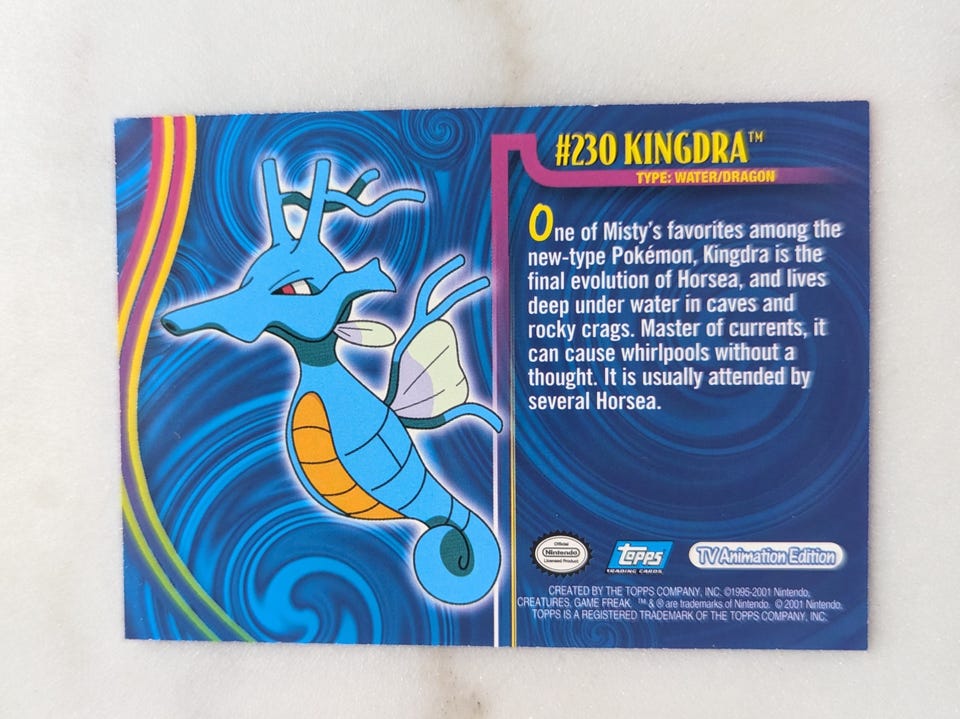 #230 KINGDRA™
TYPE: WATER/DRAGON
One of Misty's favorites among the
new-type Pokémon, Kingdra is the
final evolution of Horsea, and lives
deep under water in caves and
rocky crags. Master of currents, it
can cause whirlpools without a
thought. It is usually attended by
several Horsea.
Official
Nintendo
Licensed Product
topps
TRADING CARDS
TV Animation Edition
CREATED BY THE TOPPS COMPANY, INC. ©1995-2001 Nintendo,
CREATURES, GAME FREAK. ™ & ® are trademarks of Nintendo. © 2001 Nintendo.
TOPPS IS A REGISTERED TRADEMARK OF THE TOPPS COMPANY, INC.